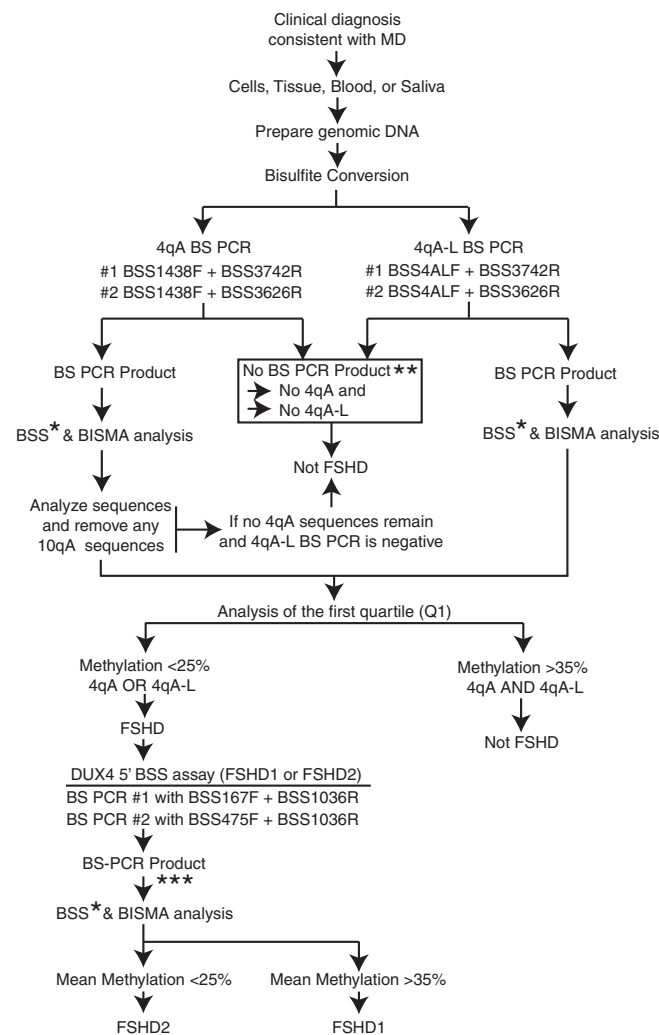 Clinical diagnosis
consistent with MD
Cells, Tissue, Blood, or Saliva
Prepare genomic DNA
Bisulfite Conversion
4qA BS PCR
#1 BSS1438F + BSS3742R
#2 BSS1438F + BSS3626R
4qA-L BS PCR
#1 BSS4ALF + BSS3742R
#2 BSS4ALF + BSS3626R
BS PCR Product
No BS PCR Product **
No 4qA and
No 4qA-L
BS PCR Product
BSS* & BISMA analysis
Not FSHD
BSS* & BISMA analysis
Analyze sequences
and remove any
10qA sequences
If no 4qA sequences remain
and 4qA-L BS PCR is negative
Analysis of the first quartile (Q1)
Methylation <25%
4qA OR 4qA-L
Methylation >35%
4qA AND 4qA-L
FSHD
Not FSHD
DUX4 5' BSS assay (FSHD1 or FSHD2)
BS PCR #1 with BSS167F + BSS1036R
BS PCR #2 with BSS475F + BSS1036R
BS-PCR Product
***
BSS* & BISMA analysis
Mean Methylation <25%
Mean Methylation >35%
FSHD2
FSHD1